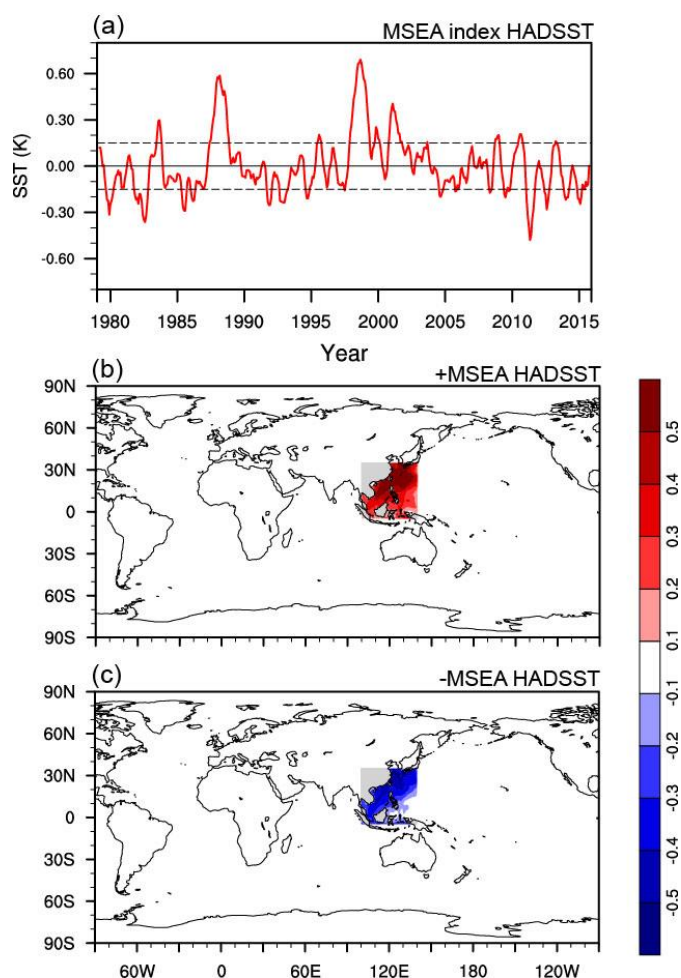 (a) MSEA index HADSST
SST (K)
0.60
0.30
0.00
-0.30
-0.60
1980 1985 1990 1995 2000 2005 2010 2015
Year
(b) +MSEA HADSST
90N
60N
30N
0
30S
60S
90S
(c) -MSEA HADSST
90N
60N
30N
0
30S
60S
90S
60W 0 60E 120E 180 120W
0.5
0.4
0.3
0.2
0.1
-0.1
-0.2
-0.3
-0.4
-0.5